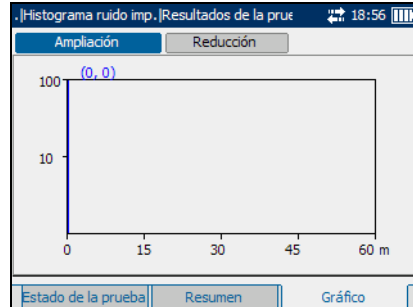 .|Histograma ruido imp.|Resultados de la prue 18:56
Ampliación Reducción
(0, 0)
100
10
0 15 30 45 60 m
Estado de la prueba Resumen Gráfico